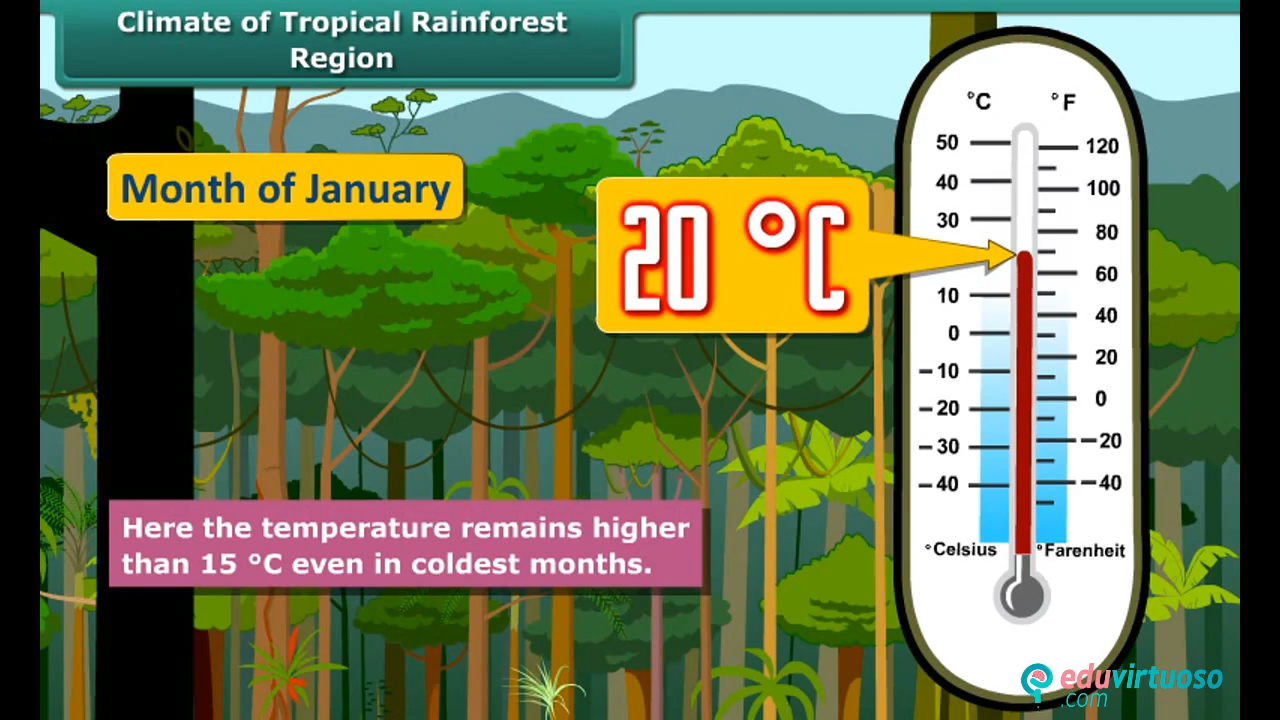 Climate of Tropical Rainforest
Region
Month of January
20 °C
Here the temperature remains higher
than 15 °C even in coldest months.
°C °F
50 120
40 100
30 80
60
10 40
0 20
-10 0
-20 -20
-30 -40
-40
°Celsius °Farenheit
eduvirtuoso
.com